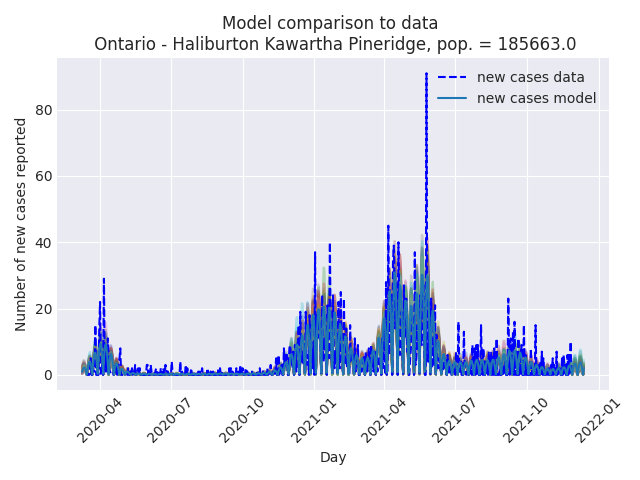 Model comparison to data
Ontario - Haliburton Kawartha Pineridge, pop. = 185663.0
new cases data
new cases model
Number of new cases reported
80
60
40
20
0
2020-04
2020-07
2020-10
2021-01
2021-04
2021-07
2021-10
2022-01
Day